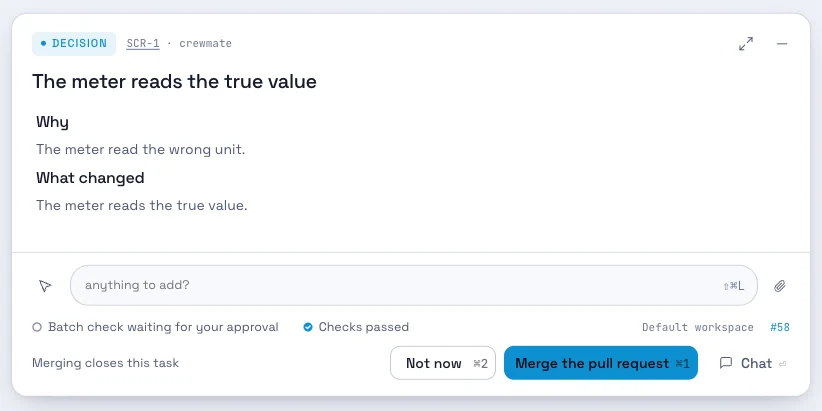 DECISION SCR-1 · crewmate
The meter reads the true value
Why
The meter read the wrong unit.
What changed
The meter reads the true value.
anything to add? ⇧⌘L
Batch check waiting for your approval Checks passed Default workspace #58
Merging closes this task Not now ⌘2 Merge the pull request ⌘1 Chat ⏎